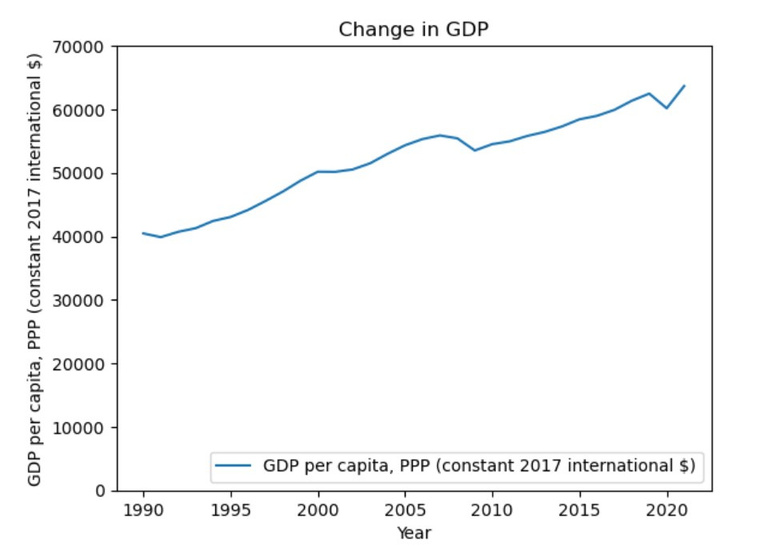 Change in GDP
70000
60000
50000
40000
30000
20000
10000
0
GDP per capita, PPP (constant 2017 international $)
GDP per capita, PPP (constant 2017 international $)
1990 1995 2000 2005 2010 2015 2020
Year